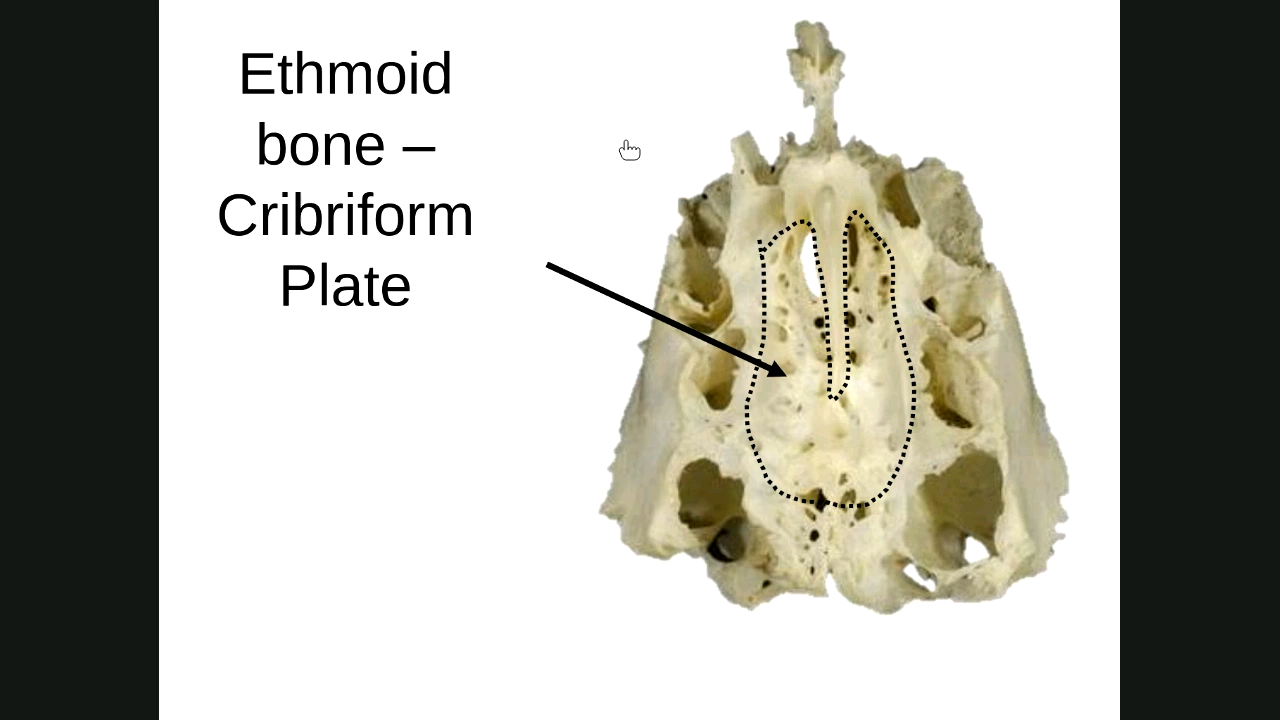 Ethmoid
bone –
Cribriform
Plate